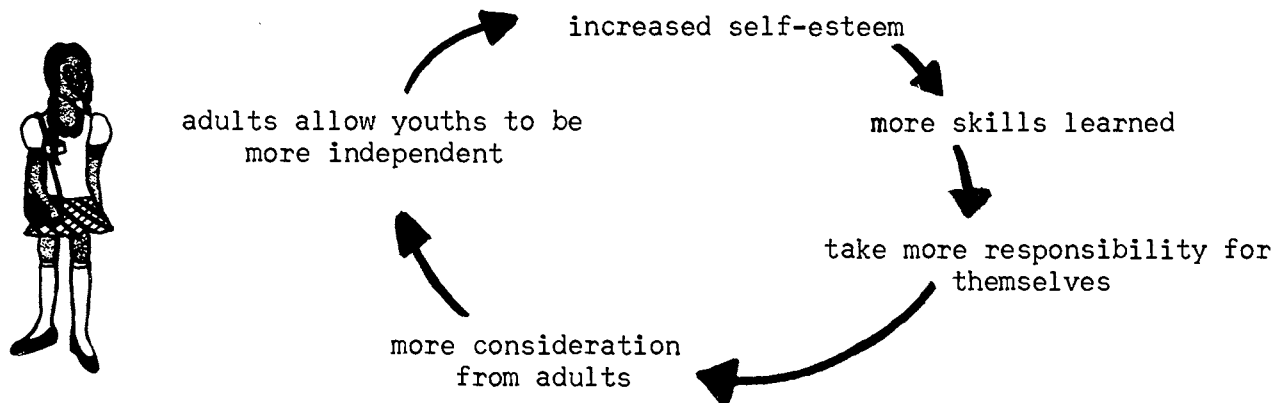 increased self-esteem
adults allow youths to be
more independent
more skills learned
take more responsibility for
themselves
more consideration
from adults